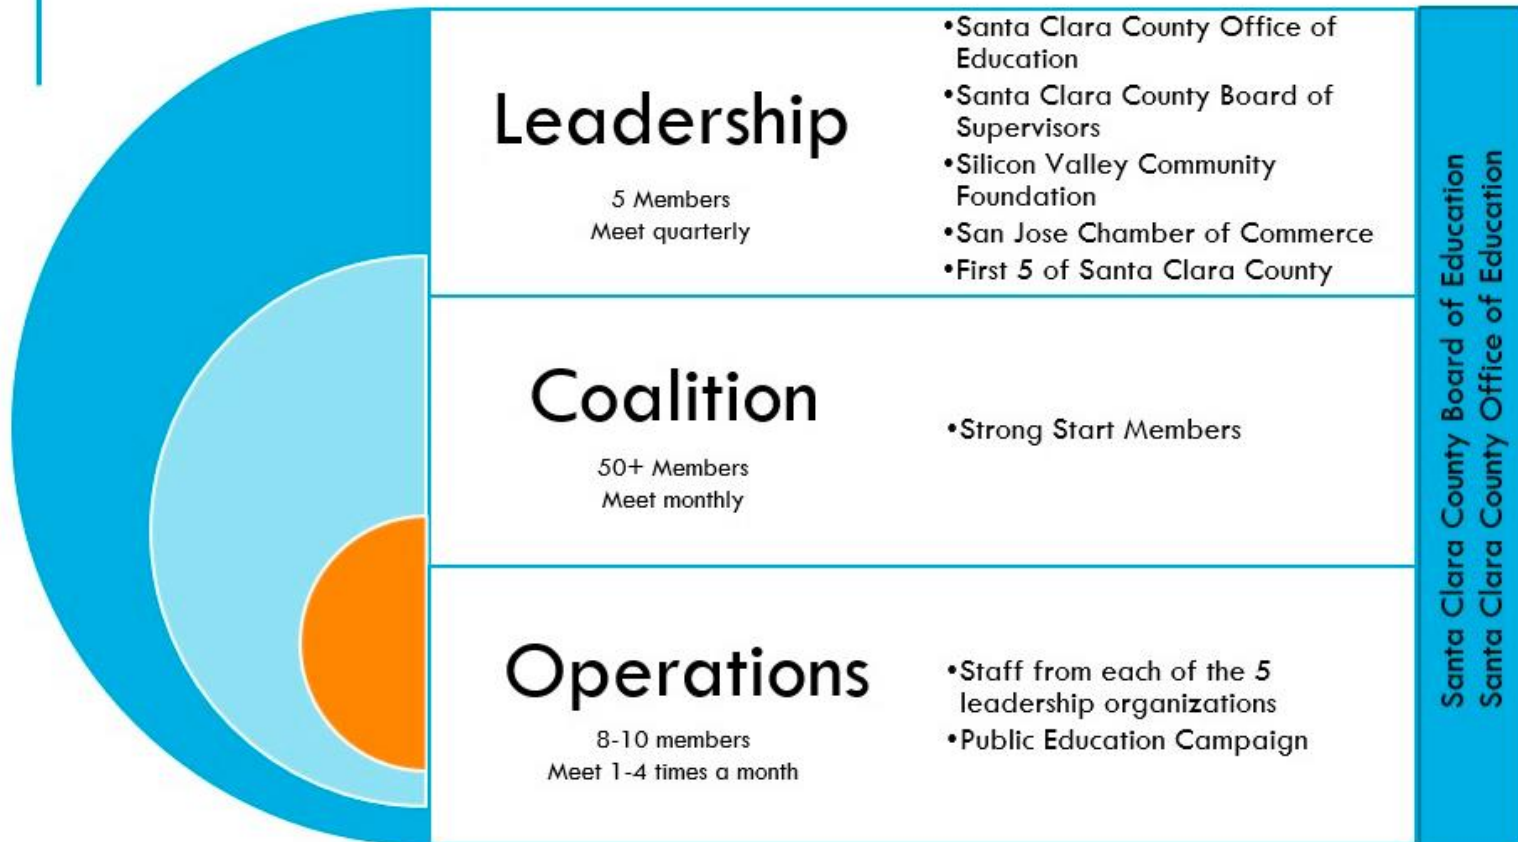 Leadership
5 Members
Meet quarterly
•Santa Clara County Office of
Education
•Santa Clara County Board of
Supervisors
•Silicon Valley Community
Foundation
•San Jose Chamber of Commerce
•First 5 of Santa Clara County
Coalition
50+ Members
Meet monthly
•Strong Start Members
Operations
8-10 members
Meet 1-4 times a month
•Staff from each of the 5
leadership organizations
•Public Education Campaign
Santa Clara County Board of Education
Santa Clara County Office of Education